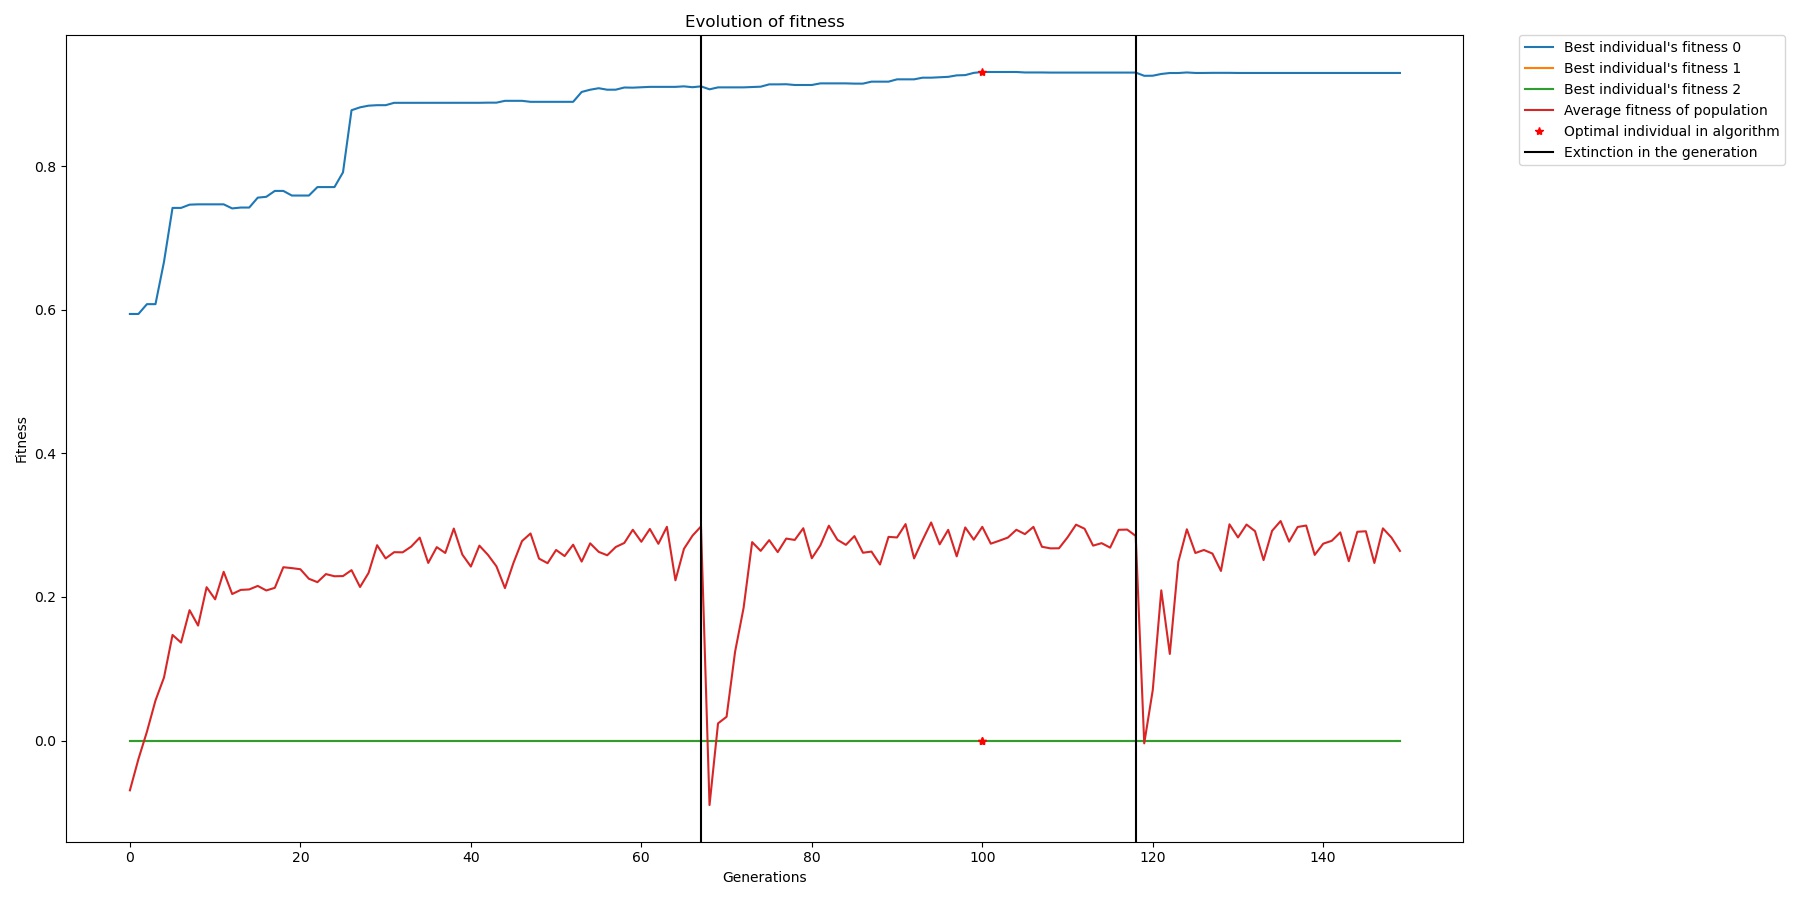 Evolution of fitness
Best individual's fitness 0
Best individual's fitness 1
Best individual's fitness 2
Average fitness of population
Optimal individual in algorithm
Extinction in the generation
0.8
0.6
0.4
0.2
0.0
Fitness
0 20 40 60 80 100 120 140
Generations